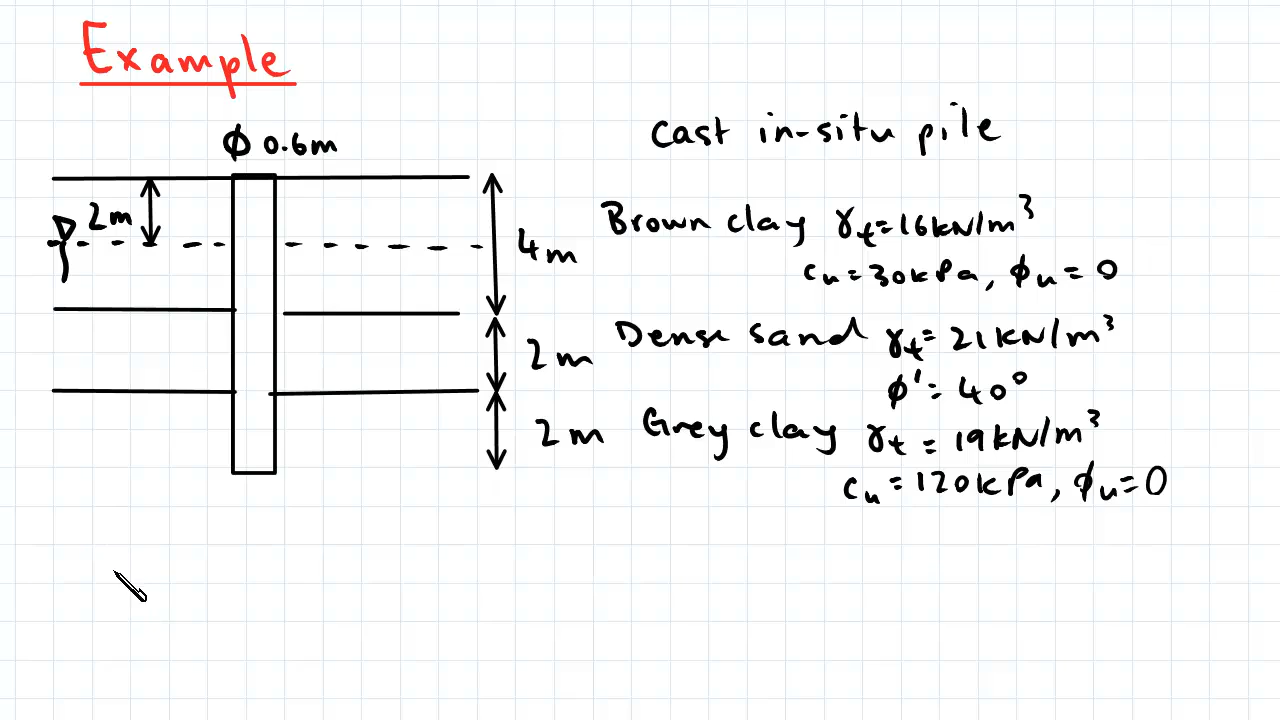 Example
ϕ 0.6m
Cast in-situ pile
2m
4m
Brown clay γt=16kN/m³
cu=30kPa, ϕu=0
2m
Dense sand γt=21kN/m³
ϕ'=40°
2m
Grey clay γt=19kN/m³
cu=120kPa, ϕu=0